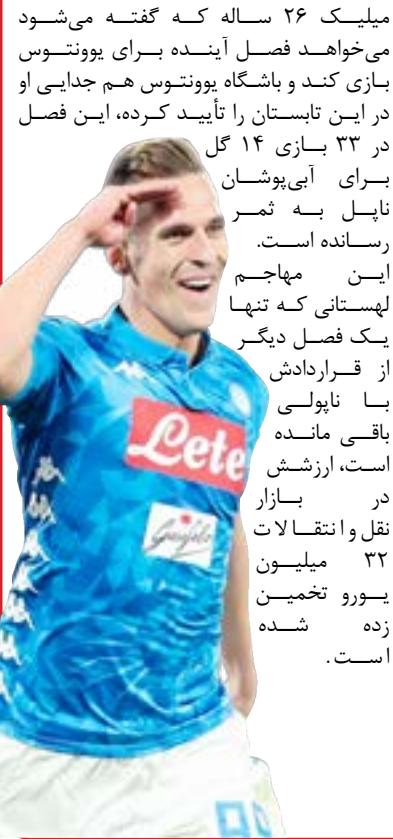 میلیک ۲۶ ساله که گفته می‌شود
می‌خواهد فصل آینده برای یوونتوس
بازی کند و باشگاه یوونتوس هم جدایی او
در این تابستان را تأیید کرده، این فصل
در ۳۳ بازی ۱۴ گل
برای آبی‌پوشان
ناپل به ثمر
رسانده است.
این مهاجم
لهستانی که تنها
یک فصل دیگر
از قراردادش
با ناپولی
باقی مانده
است، ارزشش
در بازار
نقل و انتقالات
۳۲ میلیون
یورو تخمین
زده شده
است.
Lete